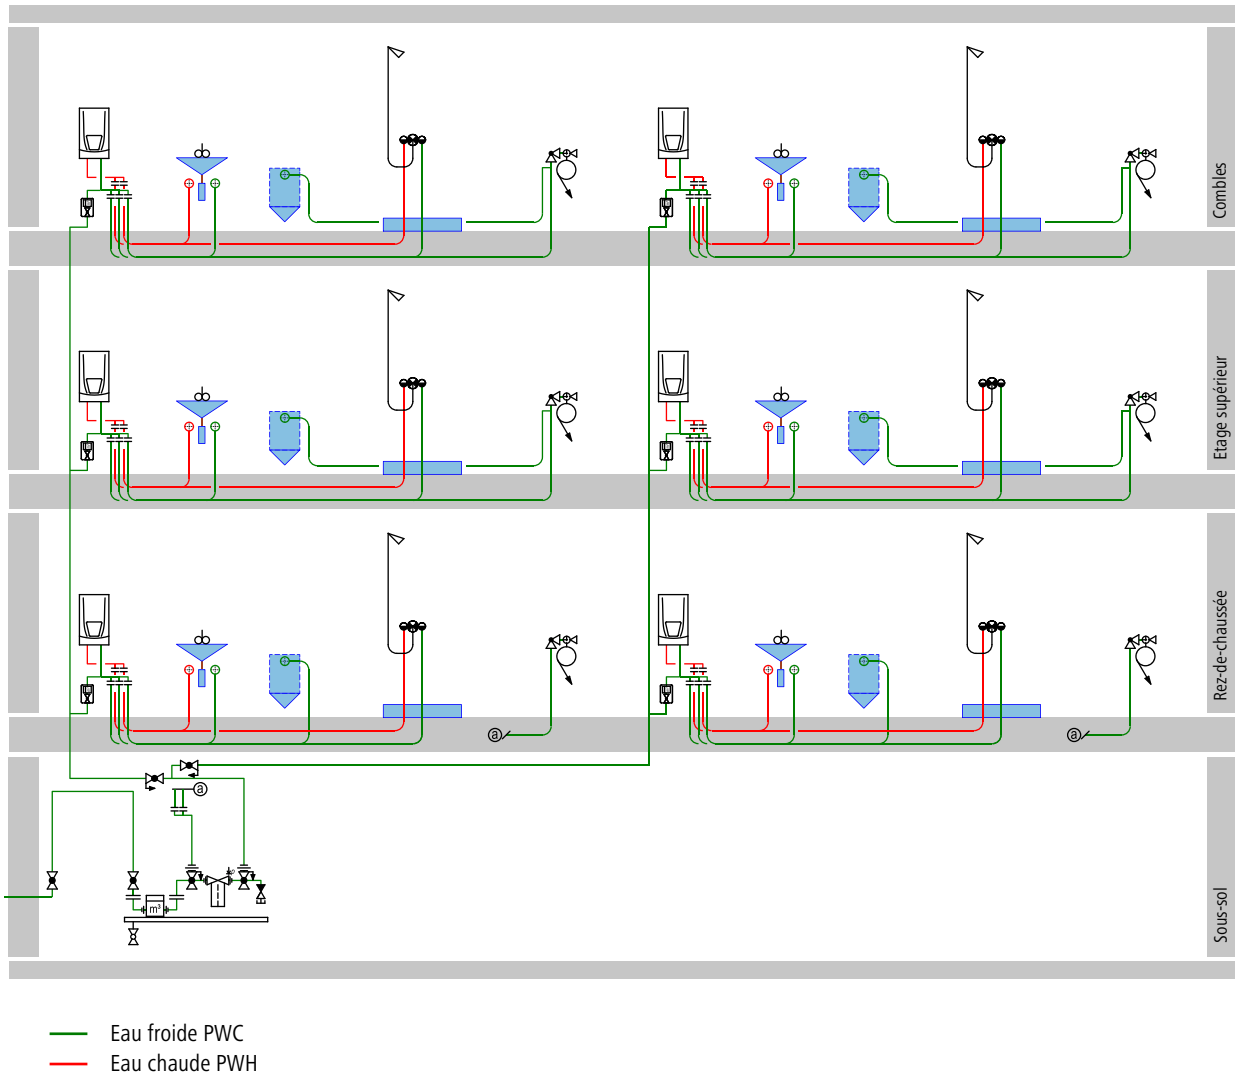 Combles
Etage supérieur
Rez-de-chaussée
a
a
a
m³
Sous-sol
Eau froide PWC
Eau chaude PWH